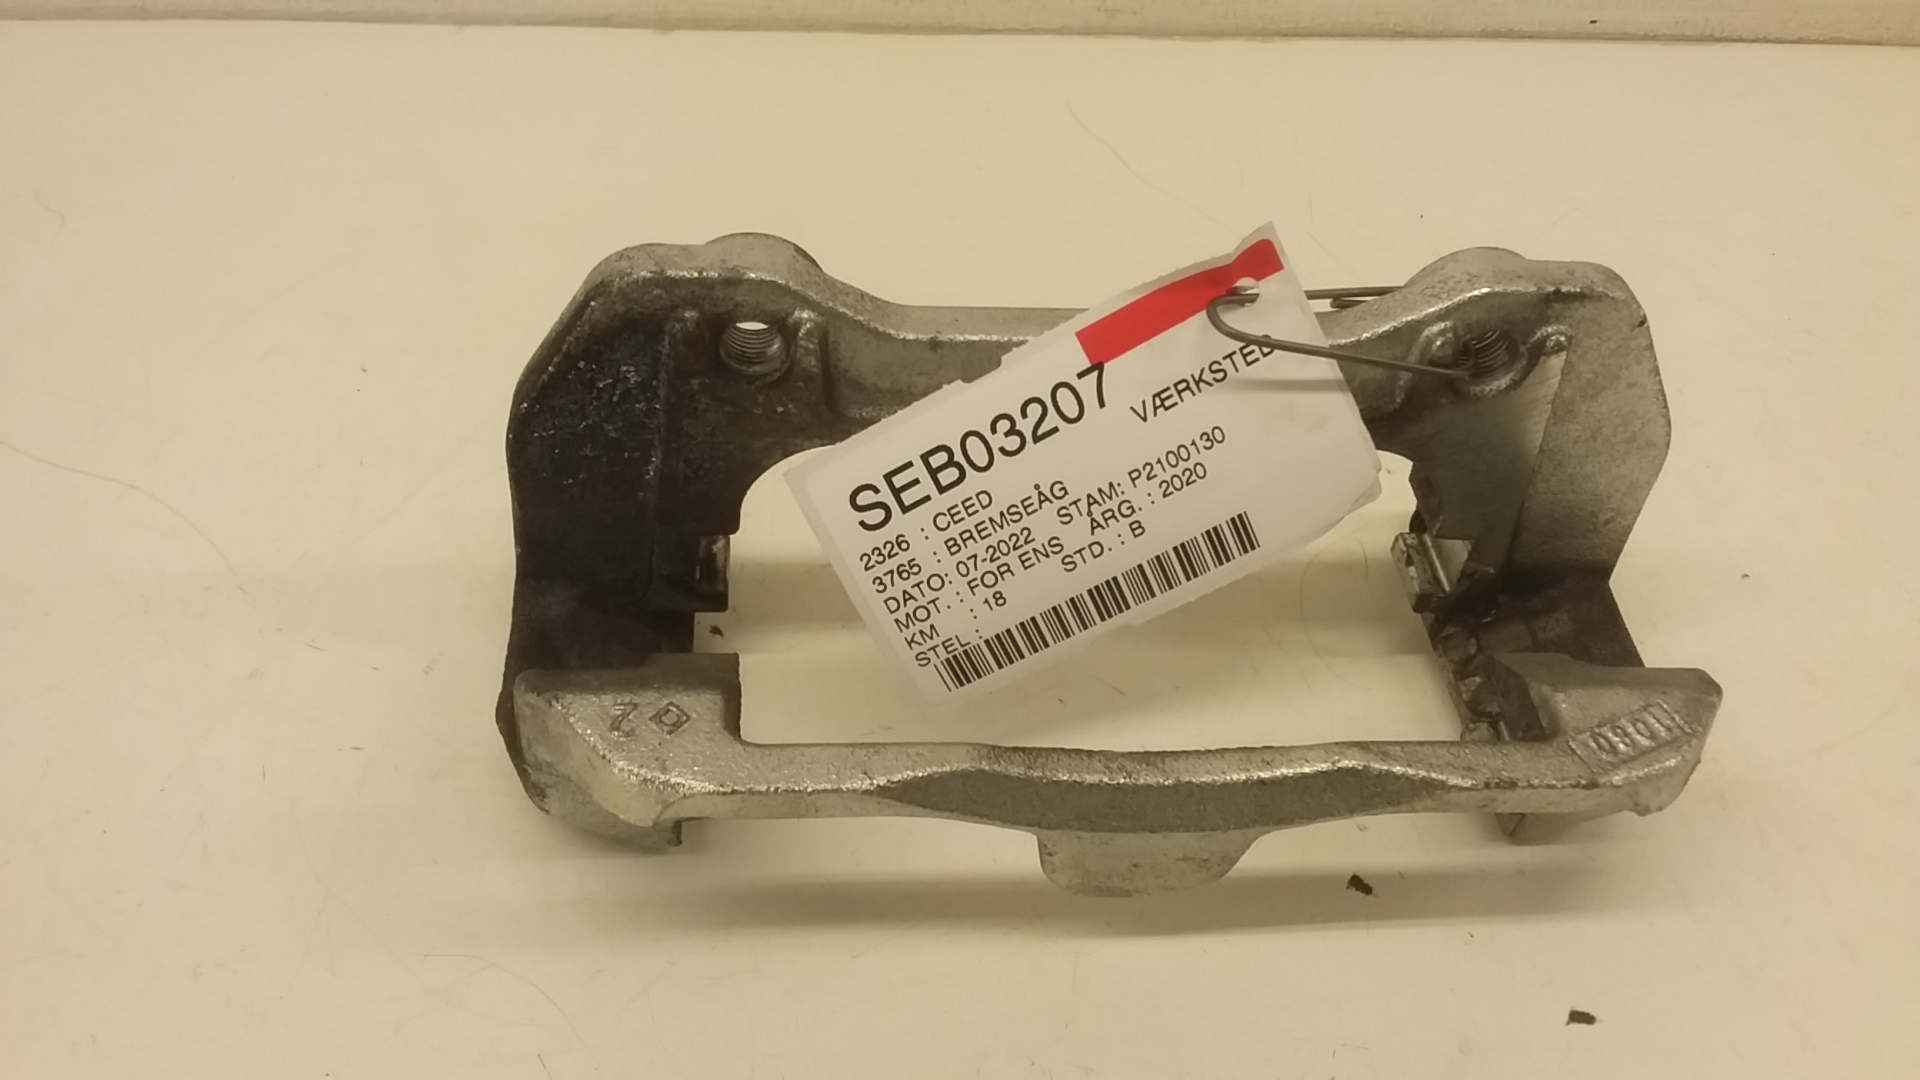 SEB03207
VÆRKSTED
2326 : CEED
3765 : BREMSEÅG
DATO: 07-2022 STAM: P2100130
MOT. : FOR ENS ÅRG. : 2020
KM : 18 STD. : B
STEL :